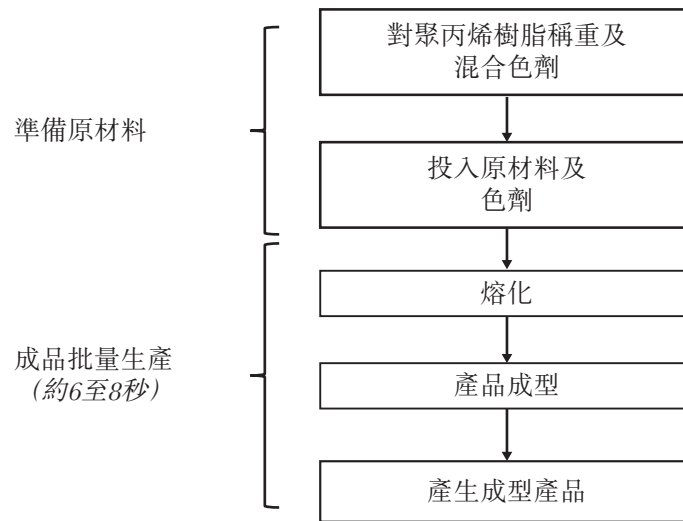 對聚丙烯樹脂稱重及
混合色劑
準備原材料
投入原材料及
色劑
熔化
成品批量生產
(約6至8秒)
產品成型
產生成型產品